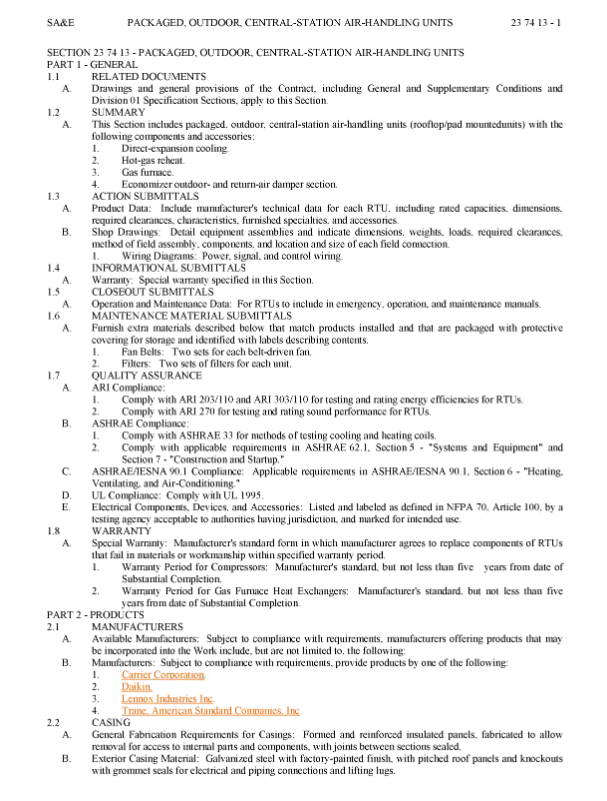 SA&E PACKAGED, OUTDOOR, CENTRAL-STATION AIR-HANDLING UNITS 23 74 13 - 1
SECTION 23 74 13 - PACKAGED, OUTDOOR, CENTRAL-STATION AIR-HANDLING UNITS
PART 1 - GENERAL
1.1 RELATED DOCUMENTS
A. Drawings and general provisions of the Contract, including General and Supplementary Conditions and
Division 01 Specification Sections, apply to this Section.
1.2 SUMMARY
A. This Section includes packaged, outdoor, central-station air-handling units (rooftop/pad mountedunits) with the
following components and accessories:
1. Direct-expansion cooling.
2. Hot-gas reheat.
3. Gas furnace.
4. Economizer outdoor- and return-air damper section.
1.3 ACTION SUBMITTALS
A. Product Data: Include manufacturer's technical data for each RTU, including rated capacities, dimensions,
required clearances, characteristics, furnished specialties, and accessories.
B. Shop Drawings: Detail equipment assemblies and indicate dimensions, weights, loads, required clearances,
method of field assembly, components, and location and size of each field connection.
1. Wiring Diagrams: Power, signal, and control wiring.
1.4 INFORMATIONAL SUBMITTALS
A. Warranty: Special warranty specified in this Section.
1.5 CLOSEOUT SUBMITTALS
A. Operation and Maintenance Data: For RTUs to include in emergency, operation, and maintenance manuals.
1.6 MAINTENANCE MATERIAL SUBMITTALS
A. Furnish extra materials described below that match products installed and that are packaged with protective
covering for storage and identified with labels describing contents.
1. Fan Belts: Two sets for each belt-driven fan.
2. Filters: Two sets of filters for each unit.
1.7 QUALITY ASSURANCE
A. ARI Compliance:
1. Comply with ARI 203/110 and ARI 303/110 for testing and rating energy efficiencies for RTUs.
2. Comply with ARI 270 for testing and rating sound performance for RTUs.
B. ASHRAE Compliance:
1. Comply with ASHRAE 33 for methods of testing cooling and heating coils.
2. Comply with applicable requirements in ASHRAE 62.1, Section 5 - "Systems and Equipment" and
Section 7 - "Construction and Startup."
C. ASHRAE/IESNA 90.1 Compliance: Applicable requirements in ASHRAE/IESNA 90.1, Section 6 - "Heating,
Ventilating, and Air-Conditioning."
D. UL Compliance: Comply with UL 1995.
E. Electrical Components, Devices, and Accessories: Listed and labeled as defined in NFPA 70, Article 100, by a
testing agency acceptable to authorities having jurisdiction, and marked for intended use.
1.8 WARRANTY
A. Special Warranty: Manufacturer's standard form in which manufacturer agrees to replace components of RTUs
that fail in materials or workmanship within specified warranty period.
1. Warranty Period for Compressors: Manufacturer's standard, but not less than five years from date of
Substantial Completion.
2. Warranty Period for Gas Furnace Heat Exchangers: Manufacturer's standard, but not less than five
years from date of Substantial Completion.
PART 2 - PRODUCTS
2.1 MANUFACTURERS
A. Available Manufacturers: Subject to compliance with requirements, manufacturers offering products that may
be incorporated into the Work include, but are not limited to, the following:
B. Manufacturers: Subject to compliance with requirements, provide products by one of the following:
1. Carrier Corporation.
2. Daikin.
3. Lennox Industries Inc.
4. Trane; American Standard Companies, Inc.
2.2 CASING
A. General Fabrication Requirements for Casings: Formed and reinforced insulated panels, fabricated to allow
removal for access to internal parts and components, with joints between sections sealed.
B. Exterior Casing Material: Galvanized steel with factory-painted finish, with pitched roof panels and knockouts
with grommet seals for electrical and piping connections and lifting lugs.